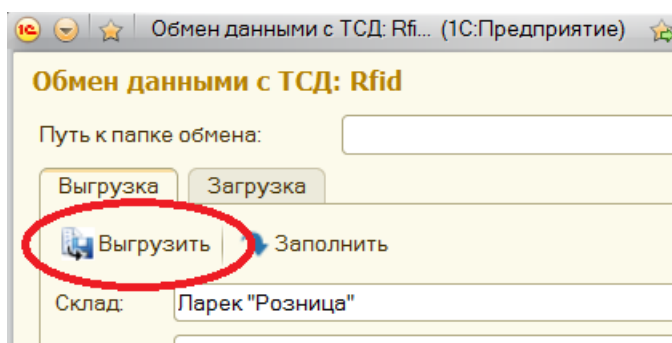 Обмен данными с ТСД: Rfi... (1С:Предприятие)
Обмен данными с ТСД: Rfid
Путь к папке обмена:
Выгрузка Загрузка
Выгрузить Заполнить
Склад: Ларек "Розница"